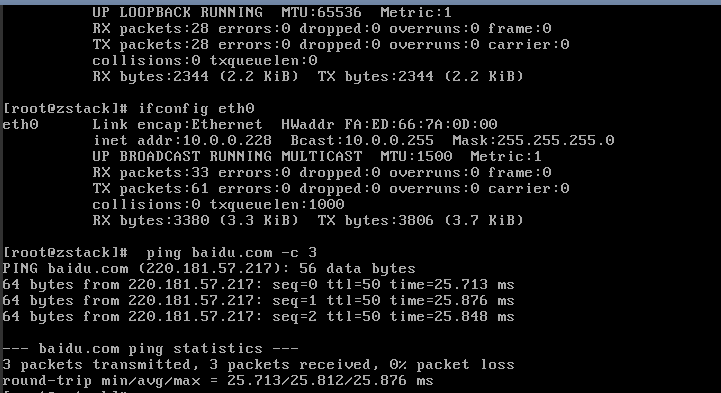 UP LOOPBACK RUNNING  MTU:65536  Metric:1
RX packets:28 errors:0 dropped:0 overruns:0 frame:0
TX packets:28 errors:0 dropped:0 overruns:0 carrier:0
collisions:0 txqueuelen:0
RX bytes:2344 (2.2 KiB)  TX bytes:2344 (2.2 KiB)
[root@zstack]# ifconfig eth0
eth0      Link encap:Ethernet  HWaddr FA:ED:66:7A:0D:00
inet addr:10.0.0.228  Bcast:10.0.0.255  Mask:255.255.255.0
UP BROADCAST RUNNING MULTICAST  MTU:1500  Metric:1
RX packets:33 errors:0 dropped:0 overruns:0 frame:0
TX packets:61 errors:0 dropped:0 overruns:0 carrier:0
collisions:0 txqueuelen:1000
RX bytes:3380 (3.3 KiB)  TX bytes:3806 (3.7 KiB)
[root@zstack]#  ping baidu.com -c 3
PING baidu.com (220.181.57.217): 56 data bytes
64 bytes from 220.181.57.217: seq=0 ttl=50 time=25.713 ms
64 bytes from 220.181.57.217: seq=1 ttl=50 time=25.876 ms
64 bytes from 220.181.57.217: seq=2 ttl=50 time=25.848 ms
--- baidu.com ping statistics ---
3 packets transmitted, 3 packets received, 0% packet loss
round-trip min/avg/max = 25.713/25.812/25.876 ms